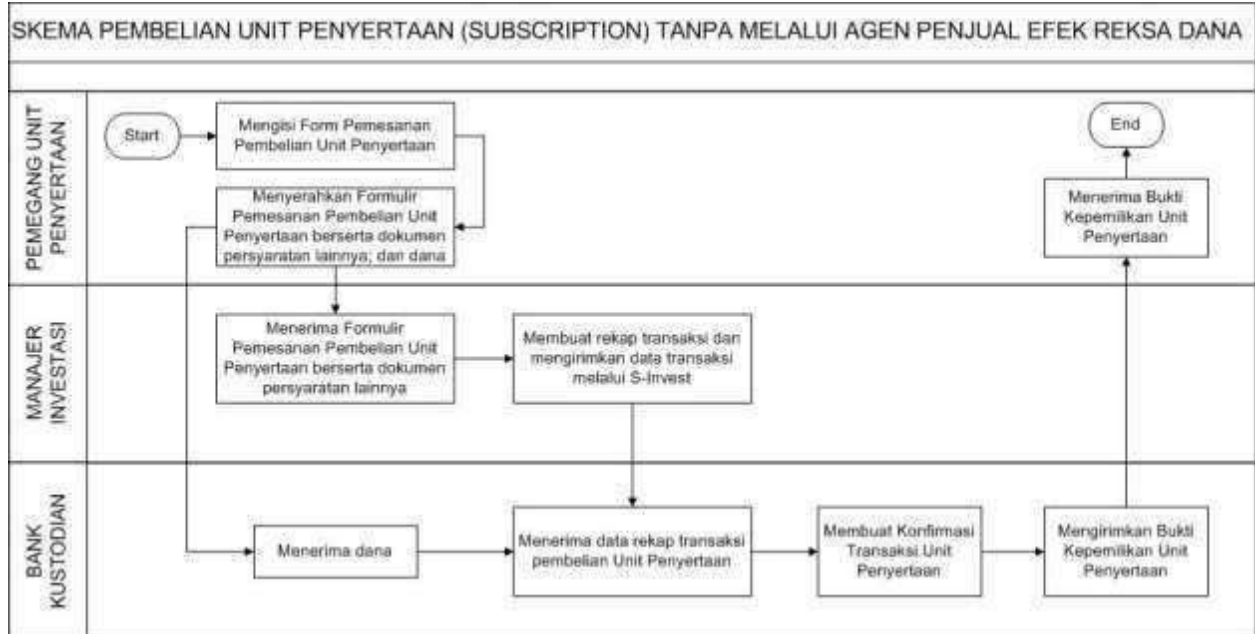 SKEMA PEMBELIAN UNIT PENYERTAAN (SUBSCRIPTION) TANPA MELALUI AGEN PENJUAL EFEK REKSA DANA
PEMEGANG UNIT
PENYERTAAN
Start
Mengisi Form Pemesanan
Pembelian Unit Penyertaan
Menyerahkan Formulir
Pemesanan Pembelian Unit
Penyertaan berserta dokumen
persyaratan lainnya; dan dana
End
Menerima Bukti
Kepemilikan Unit
Penyertaan
MANAJER
INVESTASI
Menerima Formulir
Pemesanan Pembelian Unit
Penyertaan berserta dokumen
persyaratan lainnya
Membuat rekap transaksi dan
mengirimkan data transaksi
melalui S-Invest
BANK
KUSTODIAN
Menerima dana
Menerima data rekap transaksi
pembelian Unit Penyertaan
Membuat Konfirmasi
Transaksi Unit
Penyertaan
Mengirimkan Bukti
Kepemilikan Unit
Penyertaan